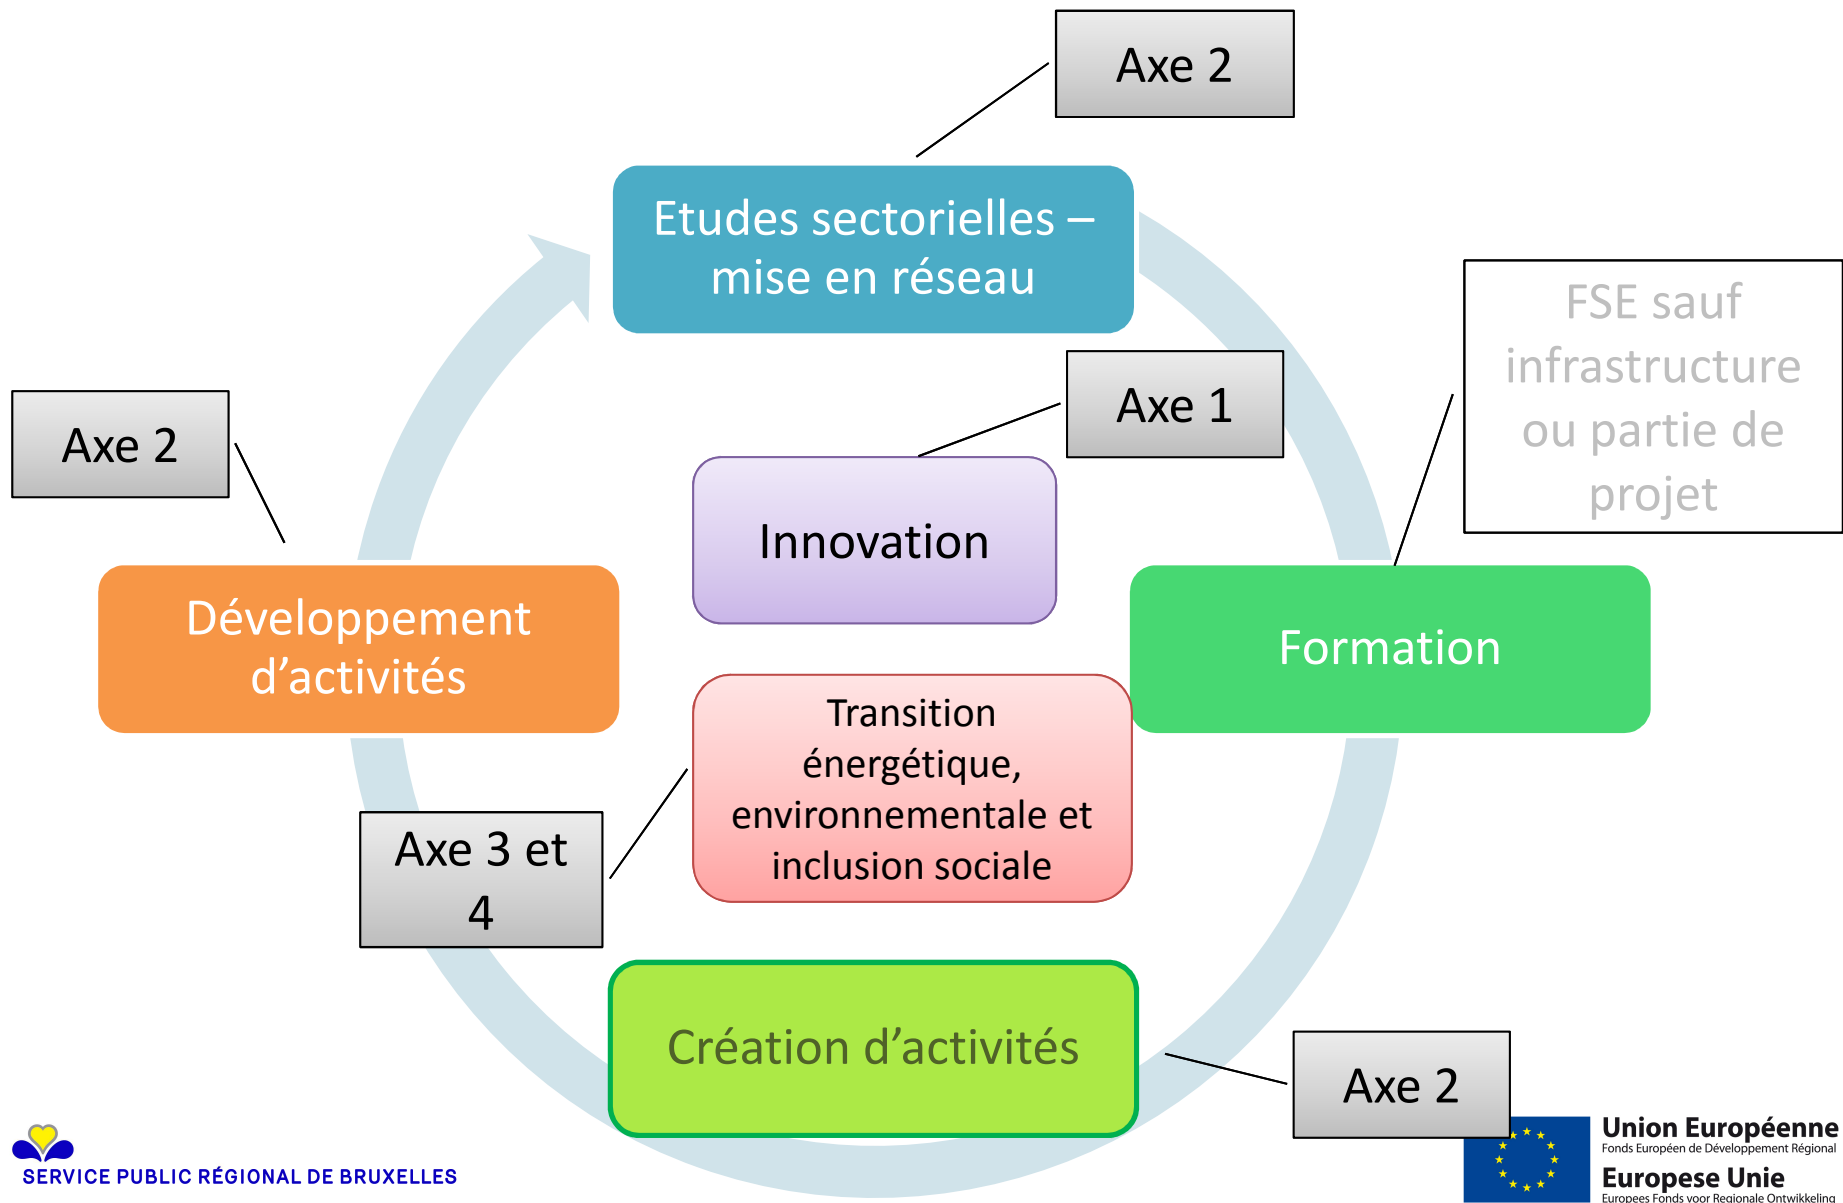 Axe 2
Etudes sectorielles –
mise en réseau
FSE sauf
infrastructure
ou partie de
projet
Axe 1
Axe 2
Innovation
Développement
d’activités
Formation
Transition
énergétique,
environnementale et
inclusion sociale
Axe 3 et
4
Création d’activités
Axe 2
SERVICE PUBLIC RÉGIONAL DE BRUXELLES
Union Européenne
Fonds Européen de Développement Régional
Europese Unie
Europees Fonds voor Regionale Ontwikkeling